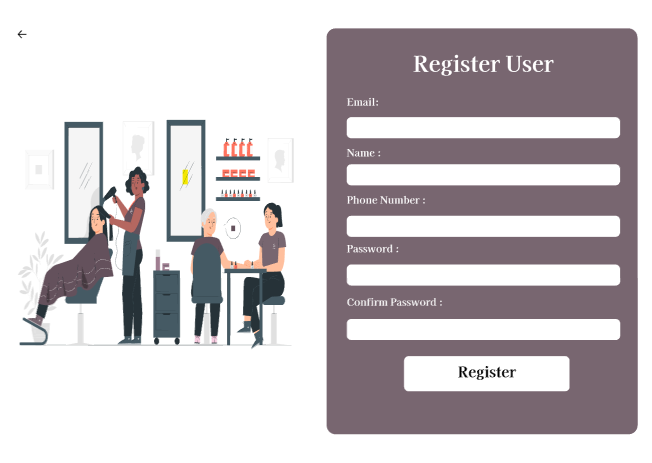 Register User
Email:
Name :
Phone Number :
Password :
Confirm Password :
Register